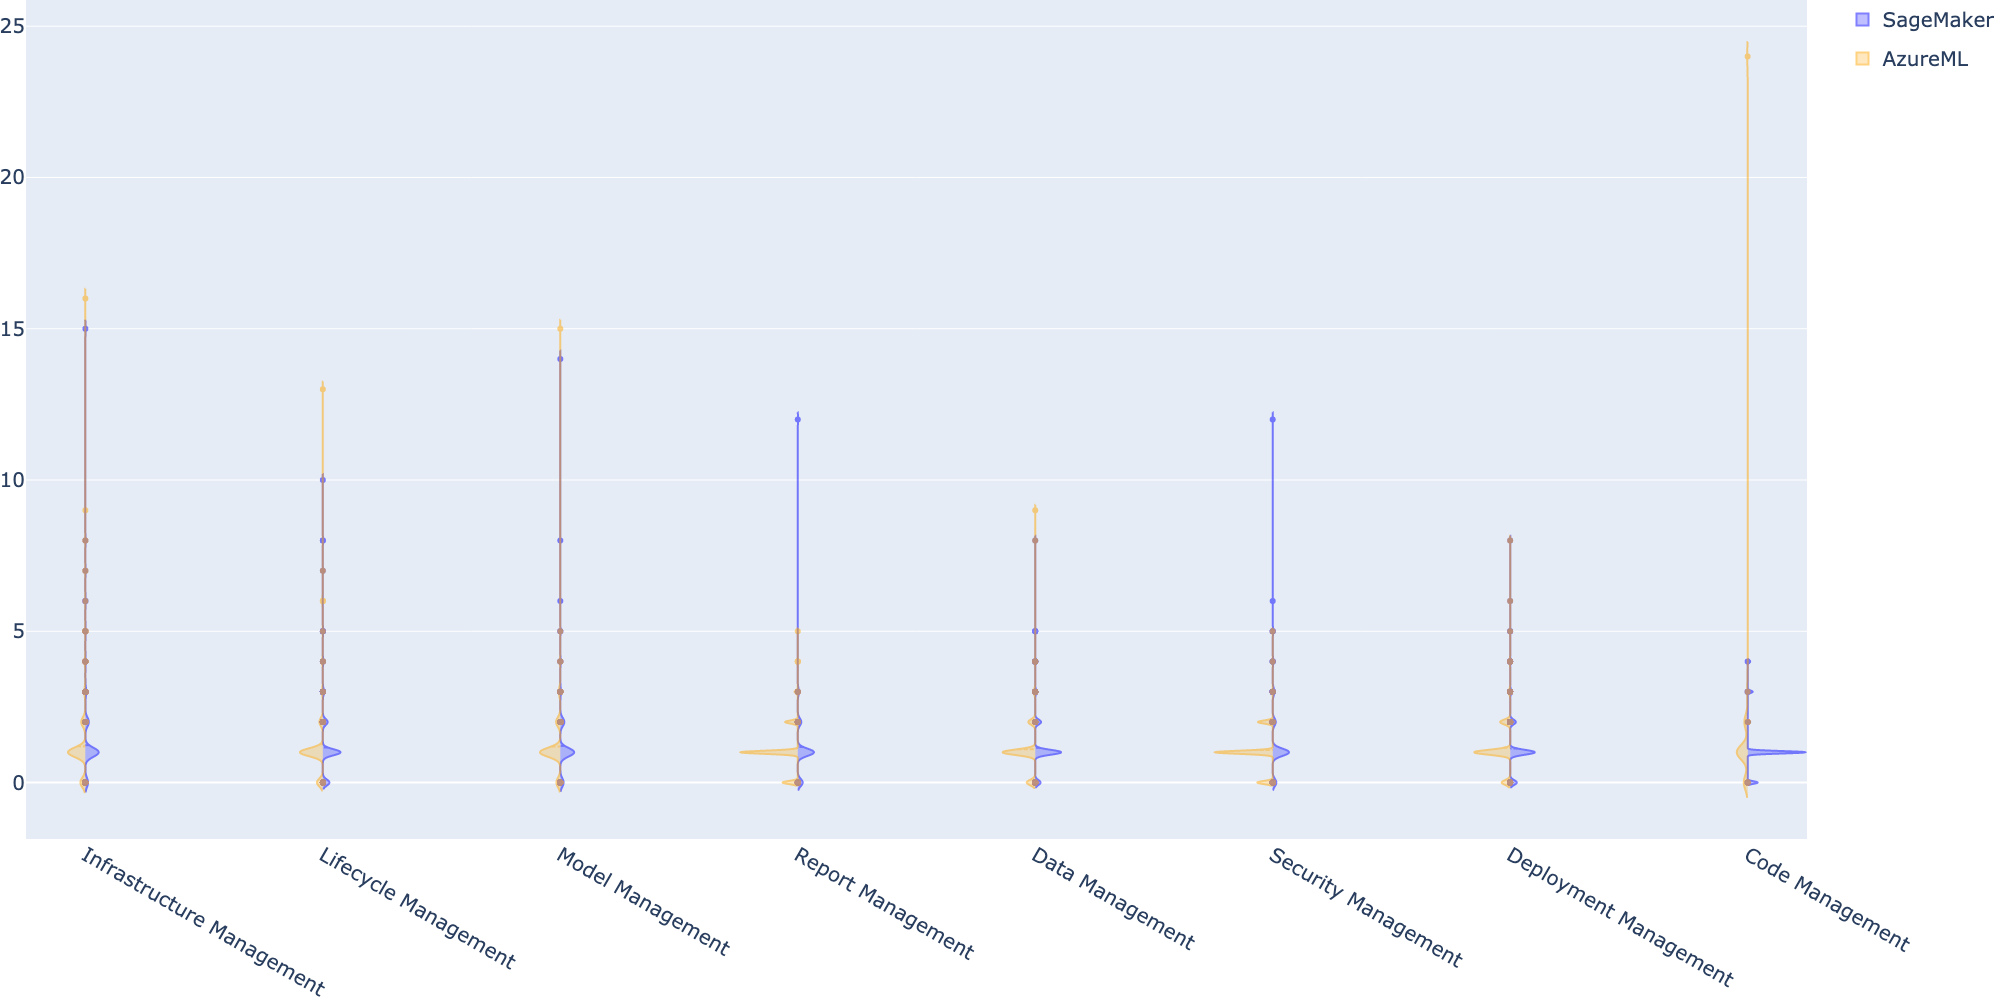 25
20
15
10
5
0
Infrastructure Management
Lifecycle Management
Model Management
Report Management
Data Management
Security Management
Deployment Management
Code Management
SageMaker
AzureML